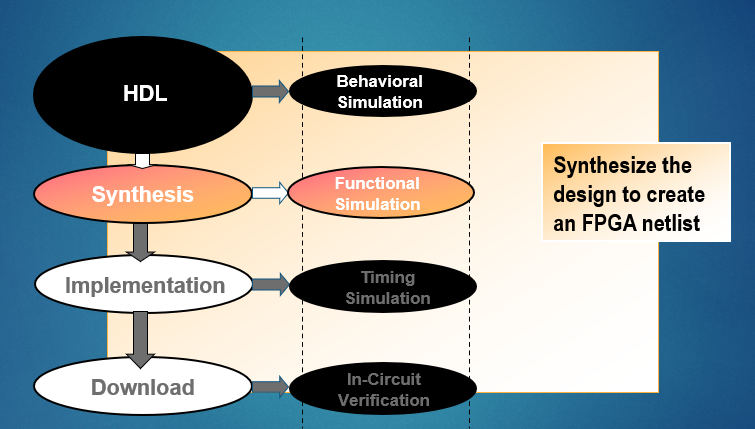 HDL
Behavioral
Simulation
Synthesis
Functional
Simulation
Synthesize the
design to create
an FPGA netlist
Implementation
Timing
Simulation
Download
In-Circuit
Verification